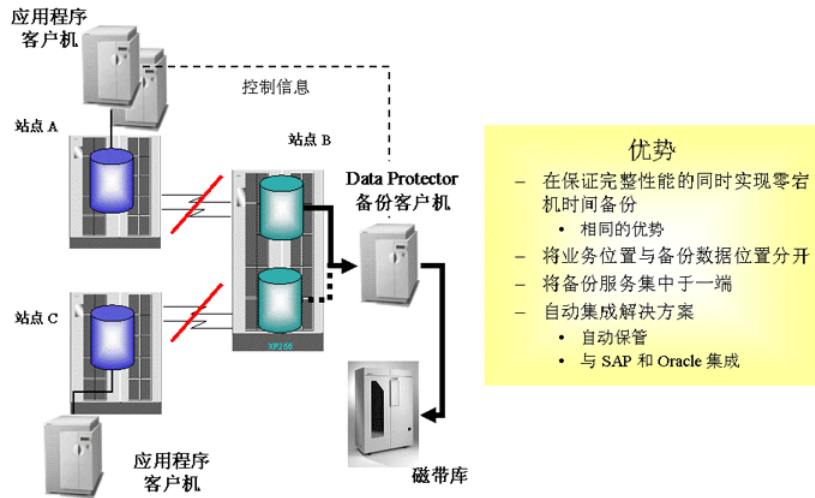 应用程序
客户机
控制信息
站点 A
站点 B
Data Protector
备份客户机
站点 C
XP256
应用程序
客户机
磁带库
优势
– 在保证完整性能的同时实现零宕
机时间备份
• 相同的优势
– 将业务位置与备份数据位置分开
– 将备份服务集中于一端
– 自动集成解决方案
• 自动保管
• 与 SAP 和 Oracle 集成